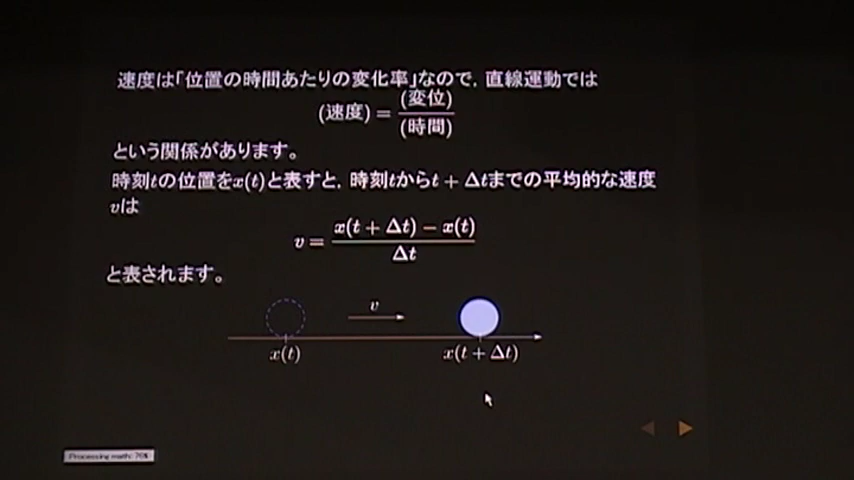 速度は「位置の時間あたりの変化率」なので, 直線運動では
(速度) = (変位) / (時間)
という関係があります。
時刻tの位置をx(t)と表すと, 時刻tからt + Δtまでの平均的な速度
vは
v = x(t + Δt) − x(t) / Δt
と表されます。
v
x(t) x(t + Δt)
Processing math: 76%